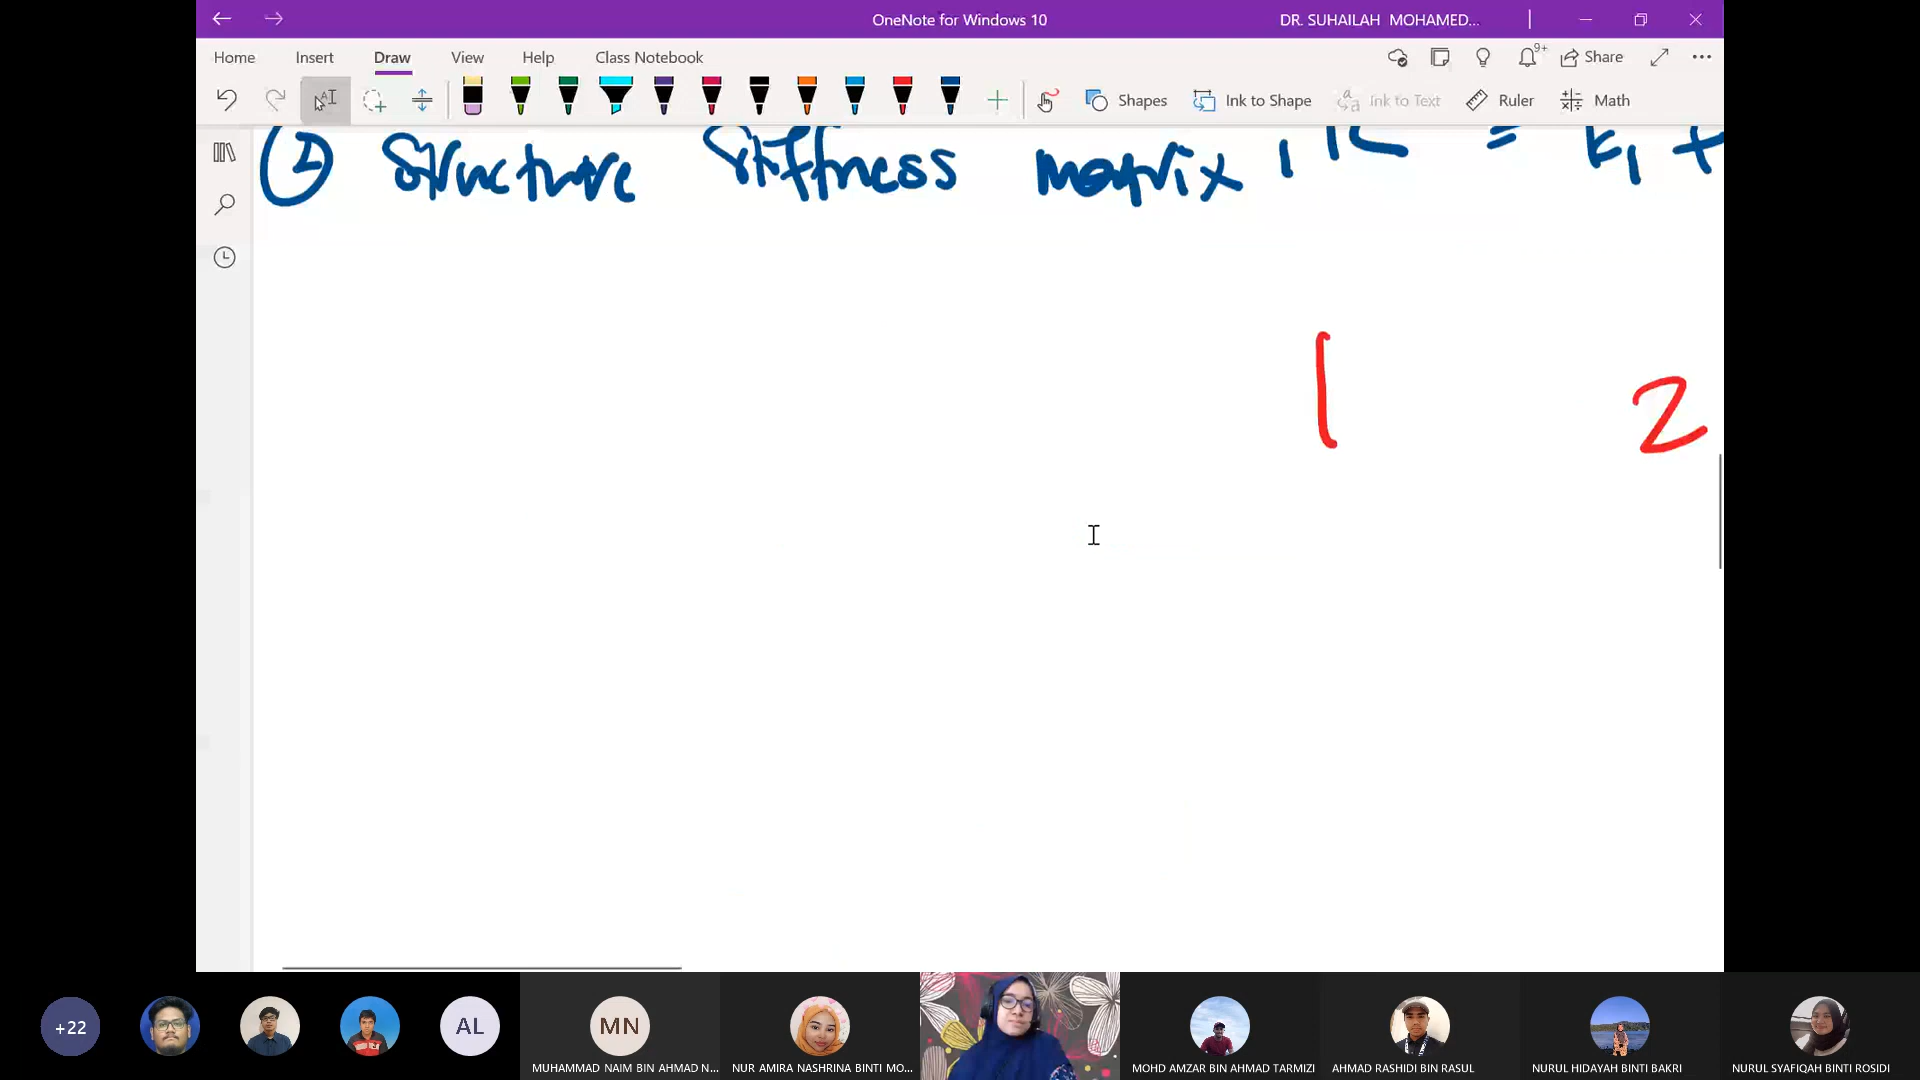 OneNote for Windows 10
DR. SUHAILAH MOHAMED...
Home Insert Draw View Help Class Notebook
9+
Share
Shapes Ink to Shape Ink to Text Ruler Math
② Structure Stiffness matrix, K = k1 +
1 2
+22
AL
MN
MUHAMMAD NAIM BIN AHMAD N...
NUR AMIRA NASHRINA BINTI MO...
MOHD AMZAR BIN AHMAD TARMIZI
AHMAD RASHIDI BIN RASUL
NURUL HIDAYAH BINTI BAKRI
NURUL SYAFIQAH BINTI ROSIDI